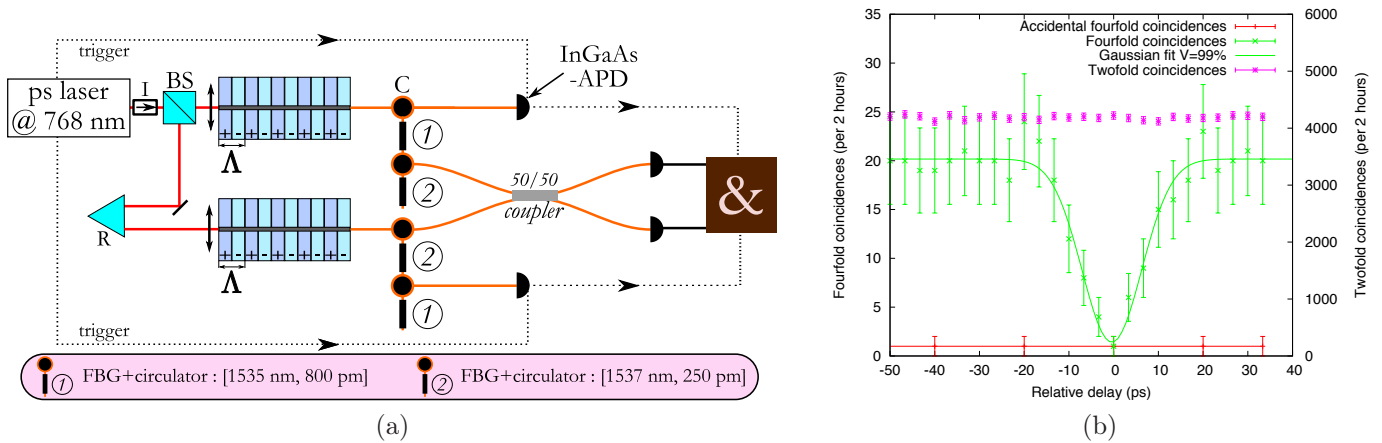 trigger
ps laser
@ 768 nm
I
BS
C
InGaAs
-APD
+ - + - + - + -
Λ
1
2
50/50
coupler
&
R
+ - + - + - + -
Λ
2
1
trigger
1 FBG+circulator : [1535 nm, 800 pm]
2 FBG+circulator : [1537 nm, 250 pm]
(a)
Accidental fourfold coincidences
Fourfold coincidences
Gaussian fit V=99%
Twofold coincidences
Fourfold coincidences (per 2 hours)
35
30
25
20
15
10
5
0
6000
5000
4000
3000
2000
1000
0
Twofold coincidences (per 2 hours)
-50 -40 -30 -20 -10 0 10 20 30 40
Relative delay (ps)
(b)